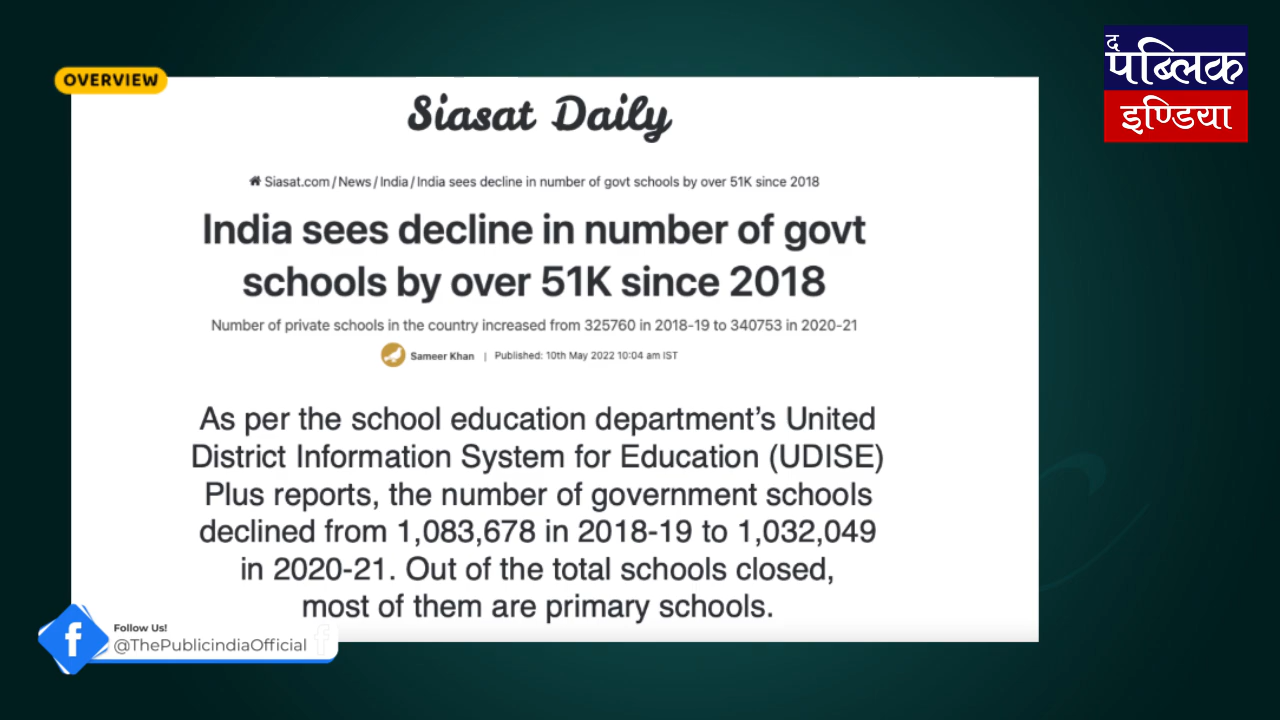 OVERVIEW
द
पब्लिक
इण्डिया
Siasat Daily
Siasat.com / News / India / India sees decline in number of govt schools by over 51K since 2018
India sees decline in number of govt
schools by over 51K since 2018
Number of private schools in the country increased from 325760 in 2018-19 to 340753 in 2020-21
Sameer Khan | Published: 10th May 2022 10:04 am IST
As per the school education department’s United
District Information System for Education (UDISE)
Plus reports, the number of government schools
declined from 1,083,678 in 2018-19 to 1,032,049
in 2020-21. Out of the total schools closed,
most of them are primary schools.
Follow Us!
@ThePublicindiaOfficial